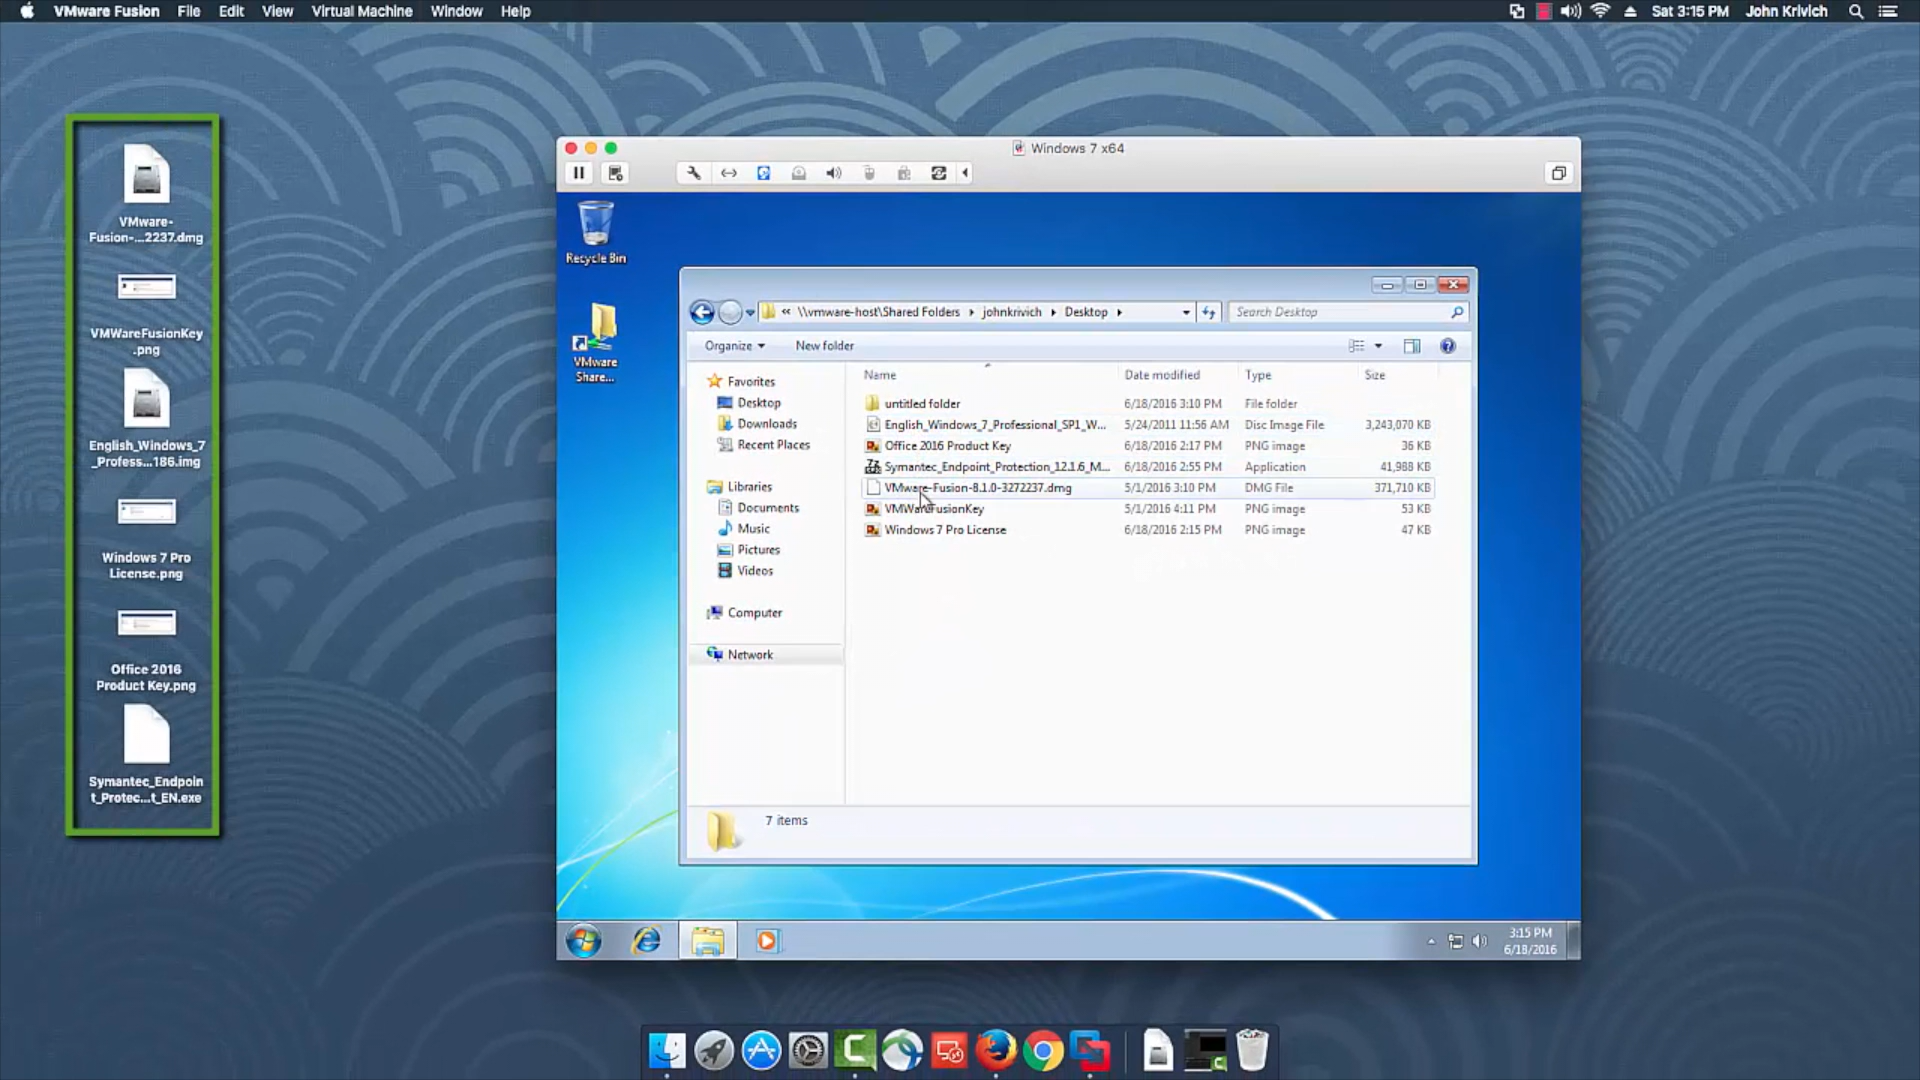 VMware Fusion File Edit View Virtual Machine Window Help
Sat 3:15 PM John Krivich
VMware-
Fusion-...2237.dmg
VMWareFusionKey
.png
English_Windows_7
_Profess...186.img
Windows 7 Pro
License.png
Office 2016
Product Key.png
Symantec_Endpoin
t_Protec...t_EN.exe
Windows 7 x64
Recycle Bin
VMware
Share...
« \\vmware-host\Shared Folders johnkrivich Desktop
Search Desktop
Organize New folder
Favorites
Desktop
Downloads
Recent Places
Libraries
Documents
Music
Pictures
Videos
Computer
Network
Name Date modified Type Size
untitled folder 6/18/2016 3:10 PM File folder
English_Windows_7_Professional_SP1_W... 5/24/2011 11:56 AM Disc Image File 3,243,070 KB
Office 2016 Product Key 6/18/2016 2:17 PM PNG image 36 KB
Symantec_Endpoint_Protection_12.1.6_M... 6/18/2016 2:55 PM Application 41,988 KB
VMware-Fusion-8.1.0-3272237.dmg 5/1/2016 3:10 PM DMG File 371,710 KB
VMWareFusionKey 5/1/2016 4:11 PM PNG image 53 KB
Windows 7 Pro License 6/18/2016 2:15 PM PNG image 47 KB
7 items
3:15 PM
6/18/2016